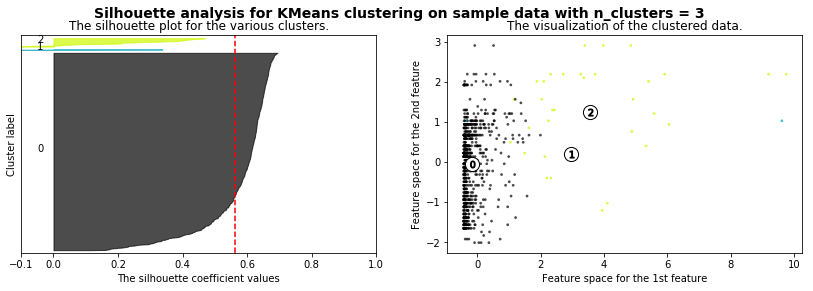 Silhouette analysis for KMeans clustering on sample data with n_clusters = 3
The silhouette plot for the various clusters.
2
1
0
Cluster label
−0.1 0.0 0.2 0.4 0.6 0.8 1.0
The silhouette coefficient values
The visualization of the clustered data.
3
2
1
0
−1
−2
Feature space for the 2nd feature
2
1
0
0 2 4 6 8 10
Feature space for the 1st feature